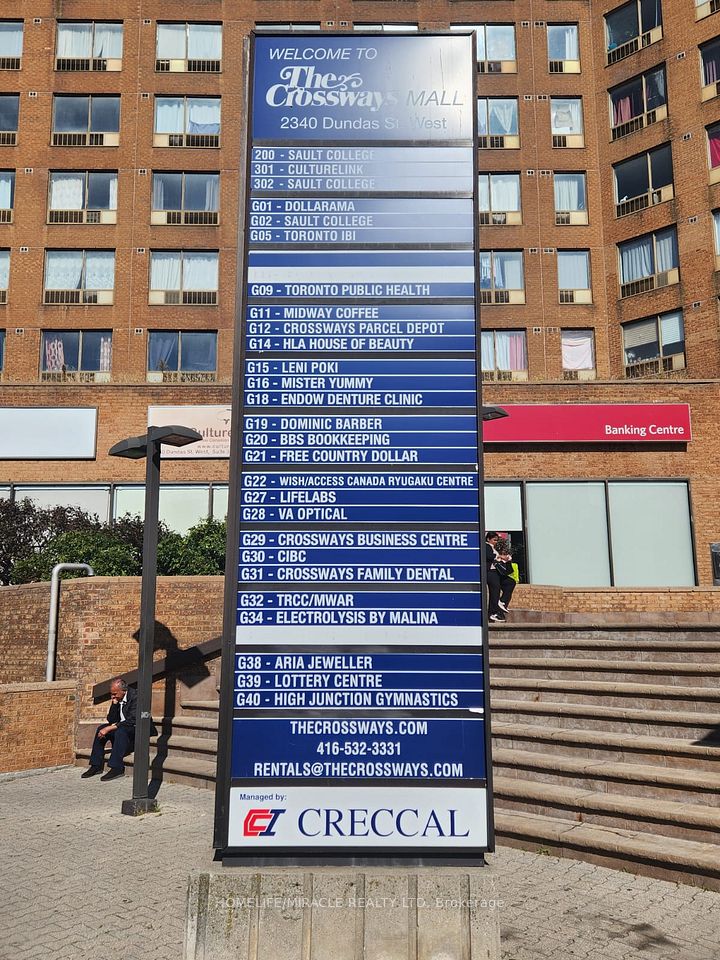 WELCOME TO
The
Crossways MALL
2340 Dundas St. West
200 - SAULT COLLEGE
301 - CULTURELINK
302 - SAULT COLLEGE
G01 - DOLLARAMA
G02 - SAULT COLLEGE
G05 - TORONTO IBI
G09 - TORONTO PUBLIC HEALTH
G11 - MIDWAY COFFEE
G12 - CROSSWAYS PARCEL DEPOT
G14 - HLA HOUSE OF BEAUTY
G15 - LENI POKI
G16 - MISTER YUMMY
G18 - ENDOW DENTURE CLINIC
G19 - DOMINIC BARBER
G20 - BBS BOOKKEEPING
G21 - FREE COUNTRY DOLLAR
G22 - WISH/ACCESS CANADA RYUGAKU CENTRE
G27 - LIFELABS
G28 - VA OPTICAL
G29 - CROSSWAYS BUSINESS CENTRE
G30 - CIBC
G31 - CROSSWAYS FAMILY DENTAL
G32 - TRCC/MWAR
G34 - ELECTROLYSIS BY MALINA
G38 - ARIA JEWELLER
G39 - LOTTERY CENTRE
G40 - HIGH JUNCTION GYMNASTICS
THECROSSWAYS.COM
416-532-3331
RENTALS@THECROSSWAYS.COM
Managed by:
CCI CRECCAL
Culture
Banking Centre
HOMELIFE/MIRACLE REALTY LTD, Brokerage